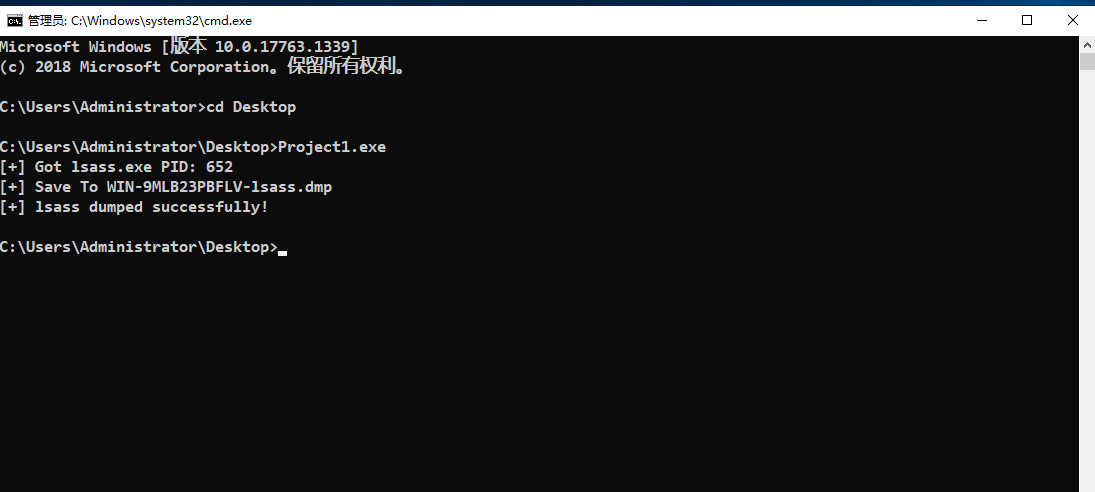 管理员: C:\Windows\system32\cmd.exe
Microsoft Windows [版本 10.0.17763.1339]
(c) 2018 Microsoft Corporation。保留所有权利。
C:\Users\Administrator>cd Desktop
C:\Users\Administrator\Desktop>Project1.exe
[+] Got lsass.exe PID: 652
[+] Save To WIN-9MLB23PBFLV-lsass.dmp
[+] lsass dumped successfully!
C:\Users\Administrator\Desktop>